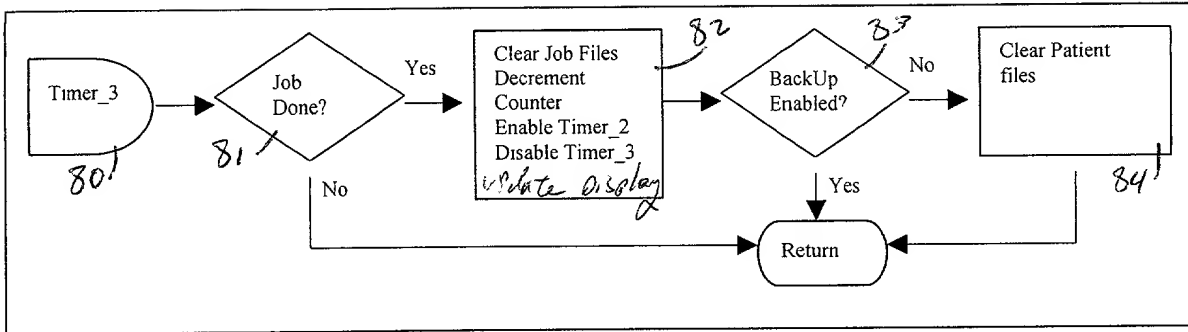 82
83
Clear Job Files
Clear Patient
files
Timer_3
Job
Done?
Yes
Decrement
Counter
Enable Timer_2
Disable Timer_3
update Display
BackUp
Enabled?
No
80
81
84
No
Yes
Return